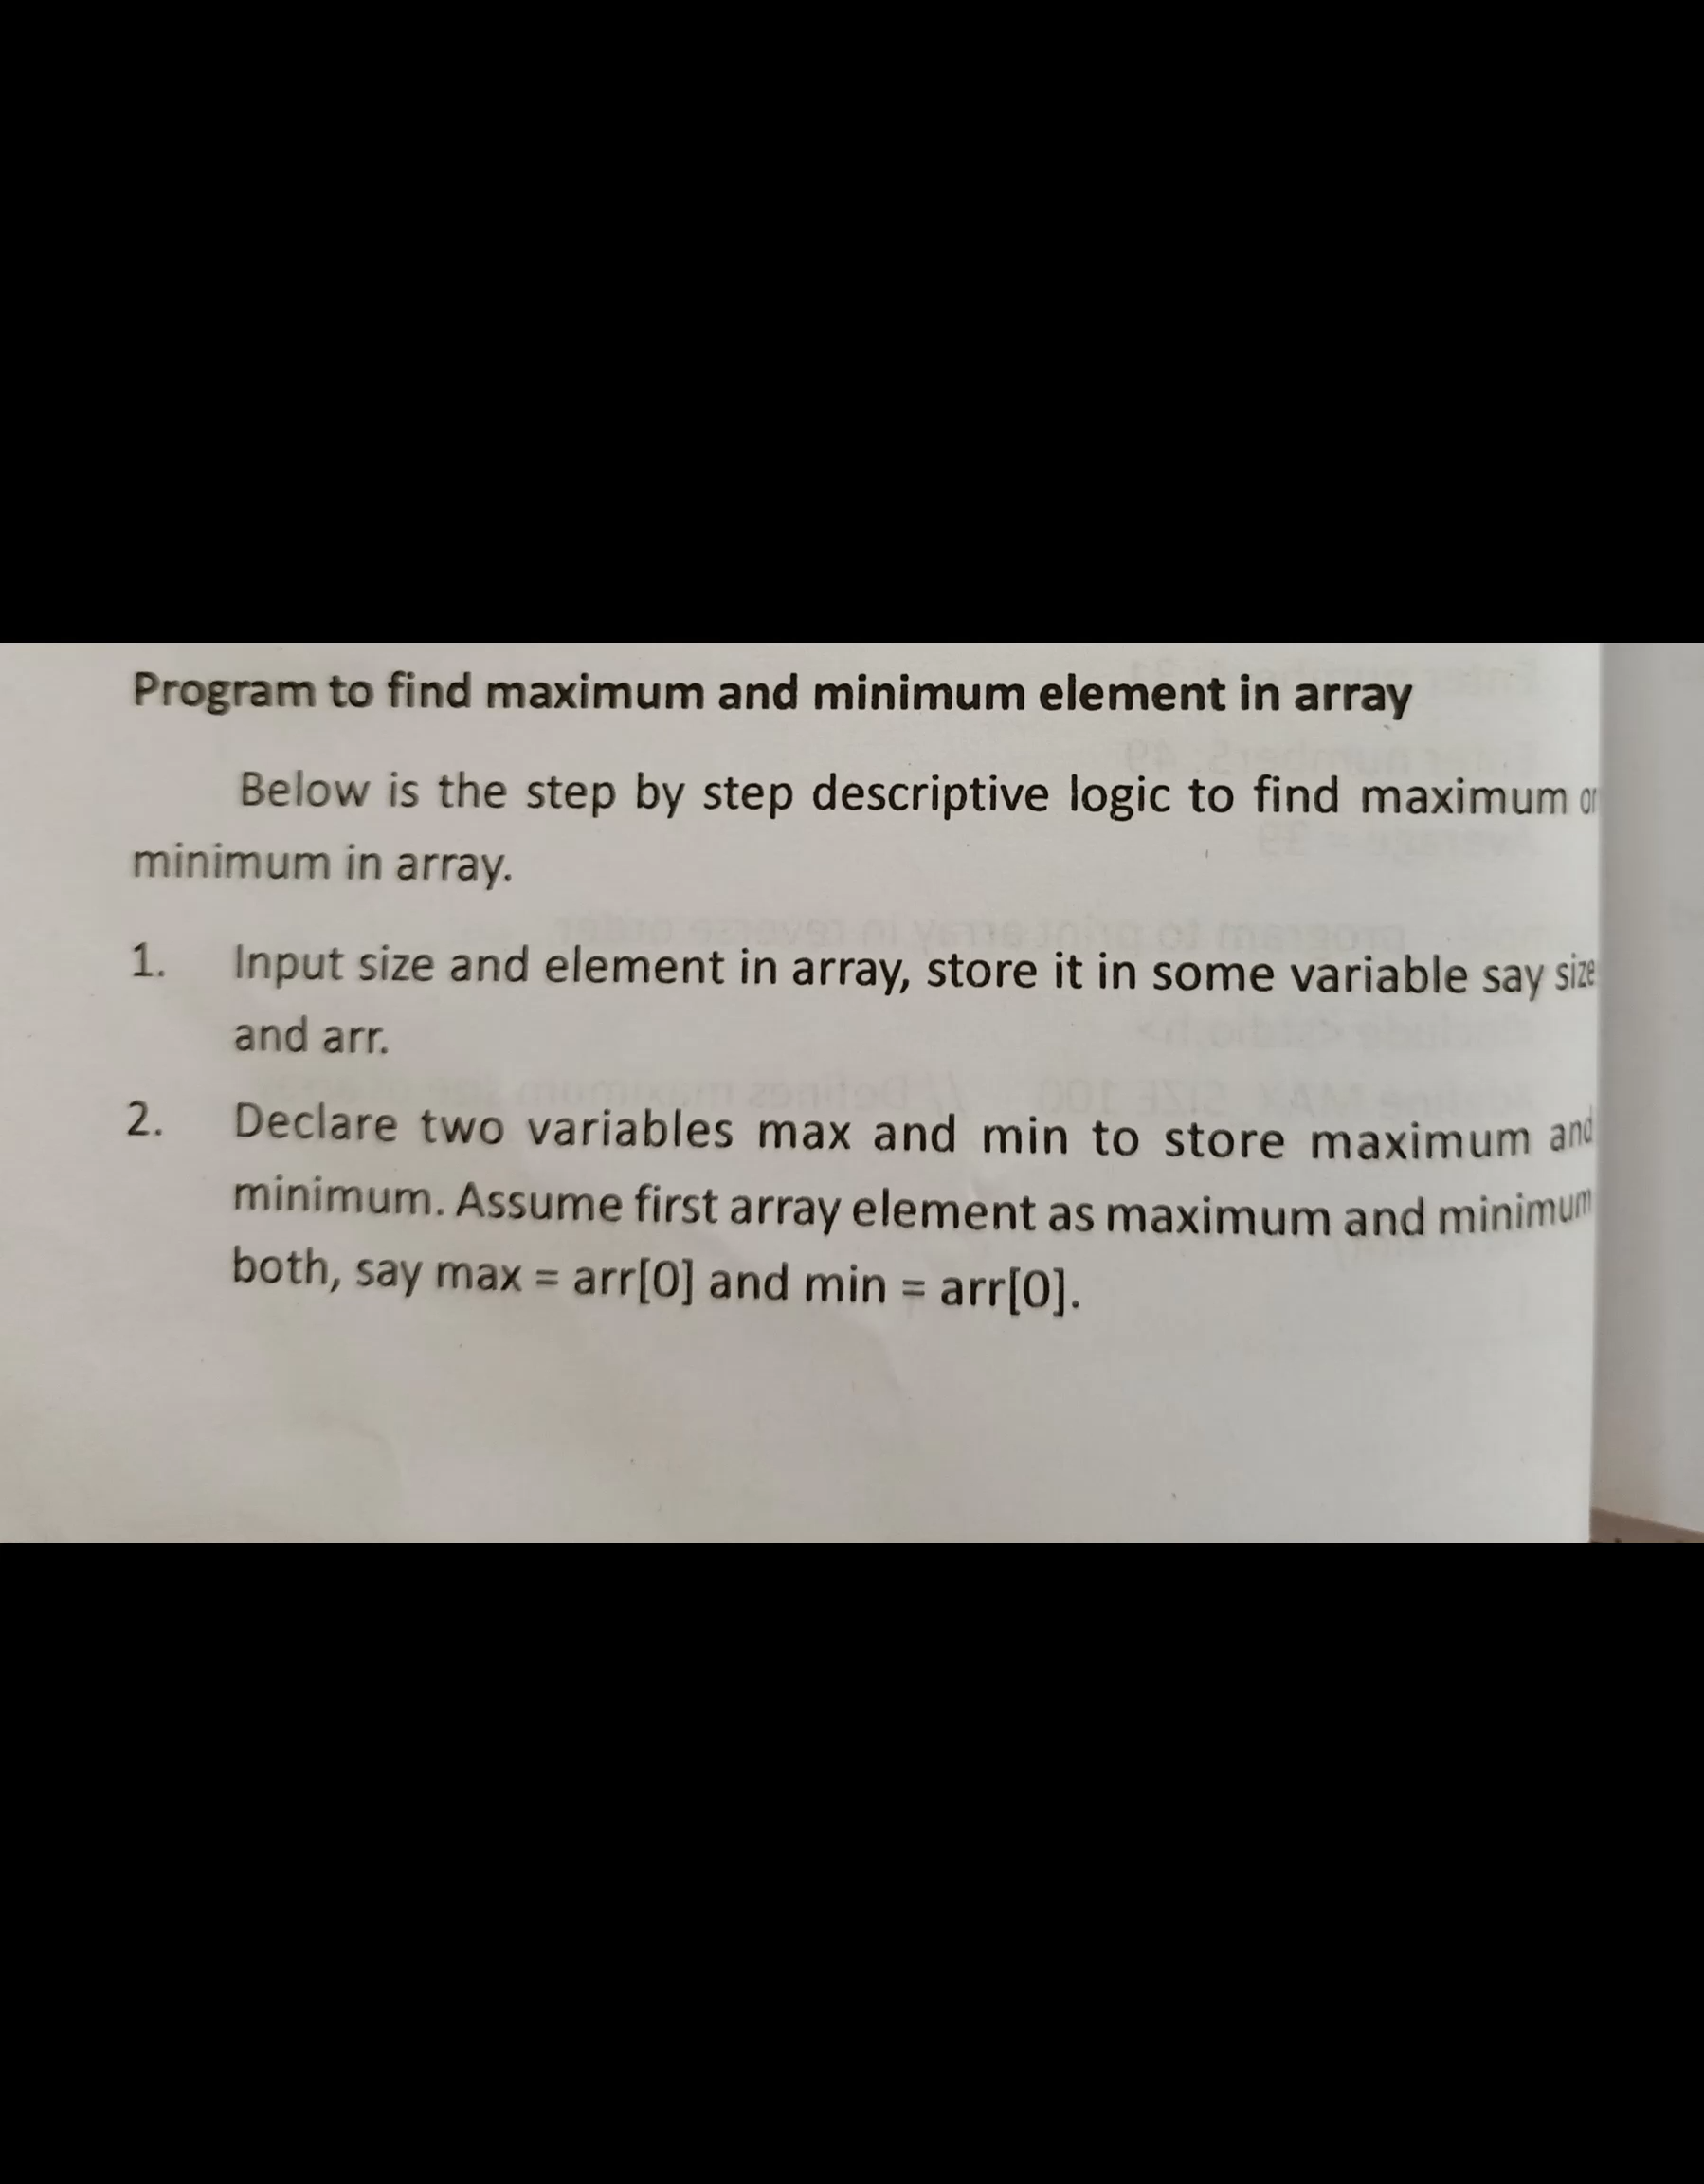 Program to find maximum and minimum element in array
Below is the step by step descriptive logic to find maximum or
minimum in array.
1. Input size and element in array, store it in some variable say size
and arr.
2. Declare two variables max and min to store maximum and
minimum. Assume first array element as maximum and minimum
both, say max = arr[0] and min = arr[0].